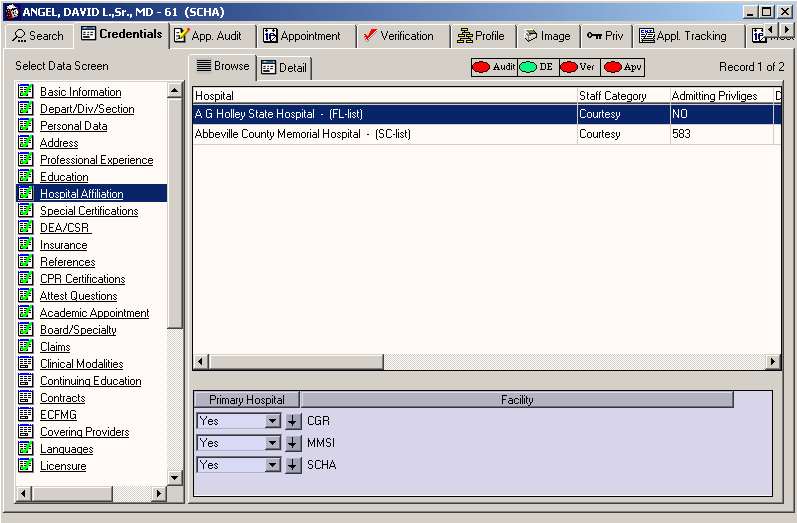 ANGEL, DAVID L.,Sr., MD - 61 (SCHA)
Search Credentials App. Audit Appointment Verification Profile Image Priv Appl. Tracking
Select Data Screen
Browse Detail Audit DE Ver Apv Record 1 of 2
Basic Information
Depart/Div/Section
Personal Data
Address
Professional Experience
Education
Hospital Affiliation
Special Certifications
DEA/CSR
Insurance
References
CPR Certifications
Attest Questions
Academic Appointment
Board/Specialty
Claims
Clinical Modalities
Continuing Education
Contracts
ECFMG
Covering Providers
Languages
Licensure
Hospital Staff Category Admitting Privliges D
A G Holley State Hospital - (FL-list) Courtesy NO
Abbeville County Memorial Hospital - (SC-list) Courtesy 583
Primary Hospital Facility
Yes CGR
Yes MMSI
Yes SCHA